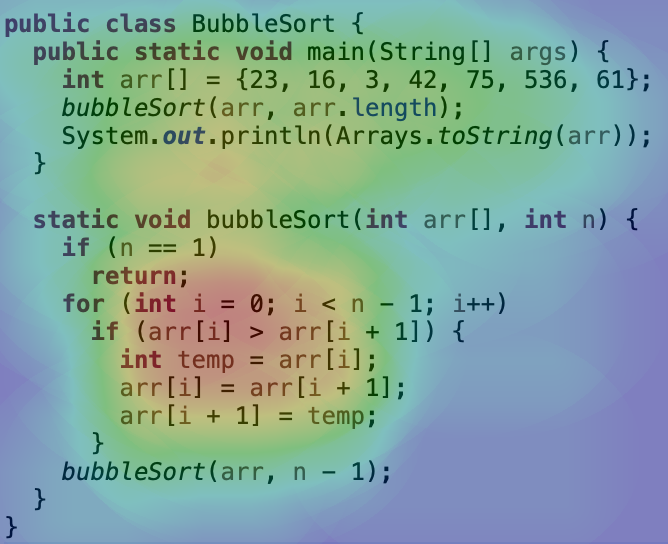 public class BubbleSort {
public static void main(String[] args) {
int arr[] = {23, 16, 3, 42, 75, 536, 61};
bubbleSort(arr, arr.length);
System.out.println(Arrays.toString(arr));
}
static void bubbleSort(int arr[], int n) {
if (n == 1)
return;
for (int i = 0; i < n - 1; i++)
if (arr[i] > arr[i + 1]) {
int temp = arr[i];
arr[i] = arr[i + 1];
arr[i + 1] = temp;
}
bubbleSort(arr, n - 1);
}
}